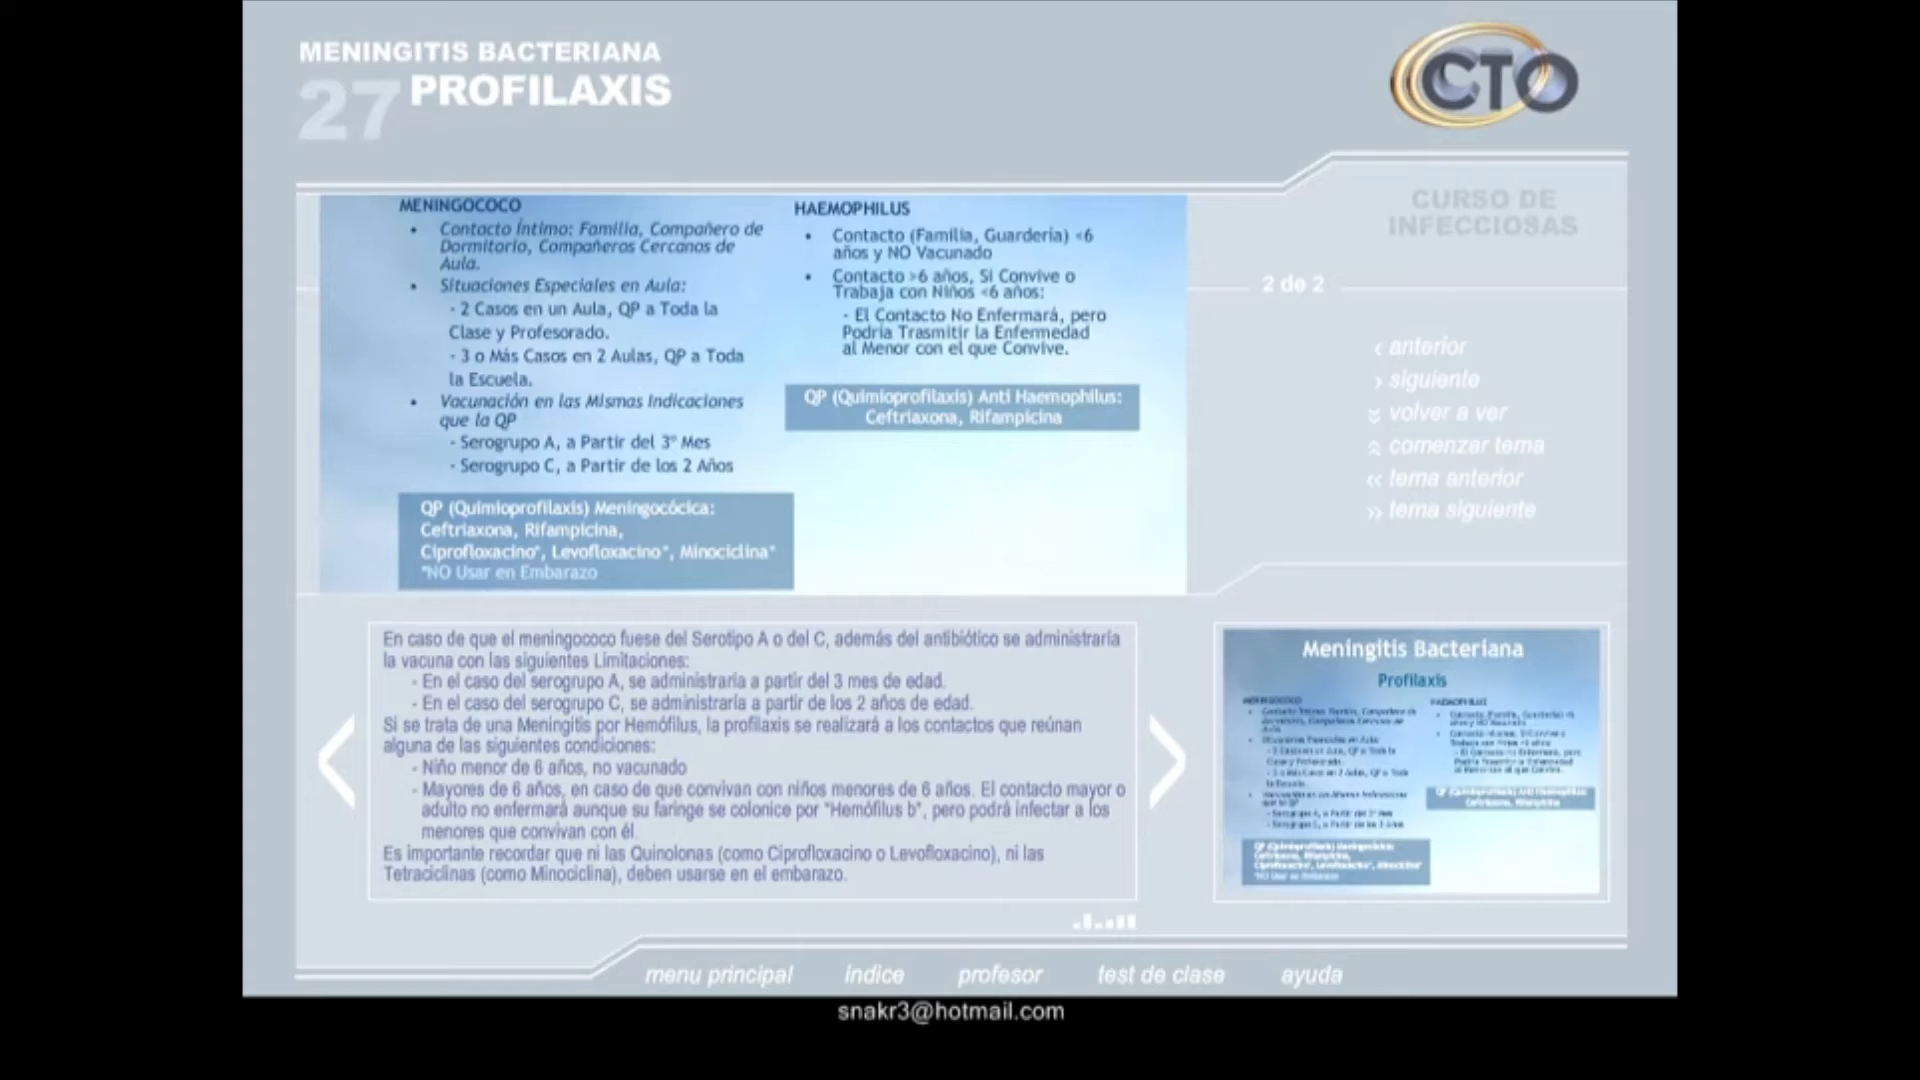 MENINGITIS BACTERIANA
27 PROFILAXIS
CTO
CURSO DE
INFECCIOSAS
2 de 2
‹ anterior
› siguiente
volver a ver
comenzar tema
‹‹ tema anterior
›› tema siguiente
MENINGOCOCO
• Contacto Íntimo: Familia, Compañero de
Dormitorio, Compañeros Cercanos de
Aula.
• Situaciones Especiales en Aula:
- 2 Casos en un Aula, QP a Toda la
Clase y Profesorado.
- 3 o Más Casos en 2 Aulas, QP a Toda
la Escuela.
• Vacunación en las Mismas Indicaciones
que la QP
- Serogrupo A, a Partir del 3º Mes
- Serogrupo C, a Partir de los 2 Años
QP (Quimioprofilaxis) Meningocócica:
Ceftriaxona, Rifampicina,
Ciprofloxacino*, Levofloxacino*, Minociclina*
*NO Usar en Embarazo
HAEMOPHILUS
• Contacto (Familia, Guardería) <6
años y NO Vacunado
• Contacto >6 años, Si Convive o
Trabaja con Niños <6 años:
- El Contacto No Enfermará, pero
Podría Trasmitir la Enfermedad
al Menor con el que Convive.
QP (Quimioprofilaxis) Anti Haemophilus:
Ceftriaxona, Rifampicina
En caso de que el meningococo fuese del Serotipo A o del C, además del antibiótico se administraría
la vacuna con las siguientes Limitaciones:
- En el caso del serogrupo A, se administraría a partir del 3 mes de edad.
- En el caso del serogrupo C, se administraría a partir de los 2 años de edad.
Si se trata de una Meningitis por Hemófilus, la profilaxis se realizará a los contactos que reúnan
alguna de las siguientes condiciones:
- Niño menor de 6 años, no vacunado
- Mayores de 6 años, en caso de que convivan con niños menores de 6 años. El contacto mayor o
adulto no enfermará aunque su faringe se colonice por "Hemófilus b", pero podrá infectar a los
menores que convivan con él.
Es importante recordar que ni las Quinolonas (como Ciprofloxacino o Levofloxacino), ni las
Tetraciclinas (como Minociclina), deben usarse en el embarazo.
Meningitis Bacteriana
Profilaxis
menu principal índice profesor test de clase ayuda
snakr3@hotmail.com